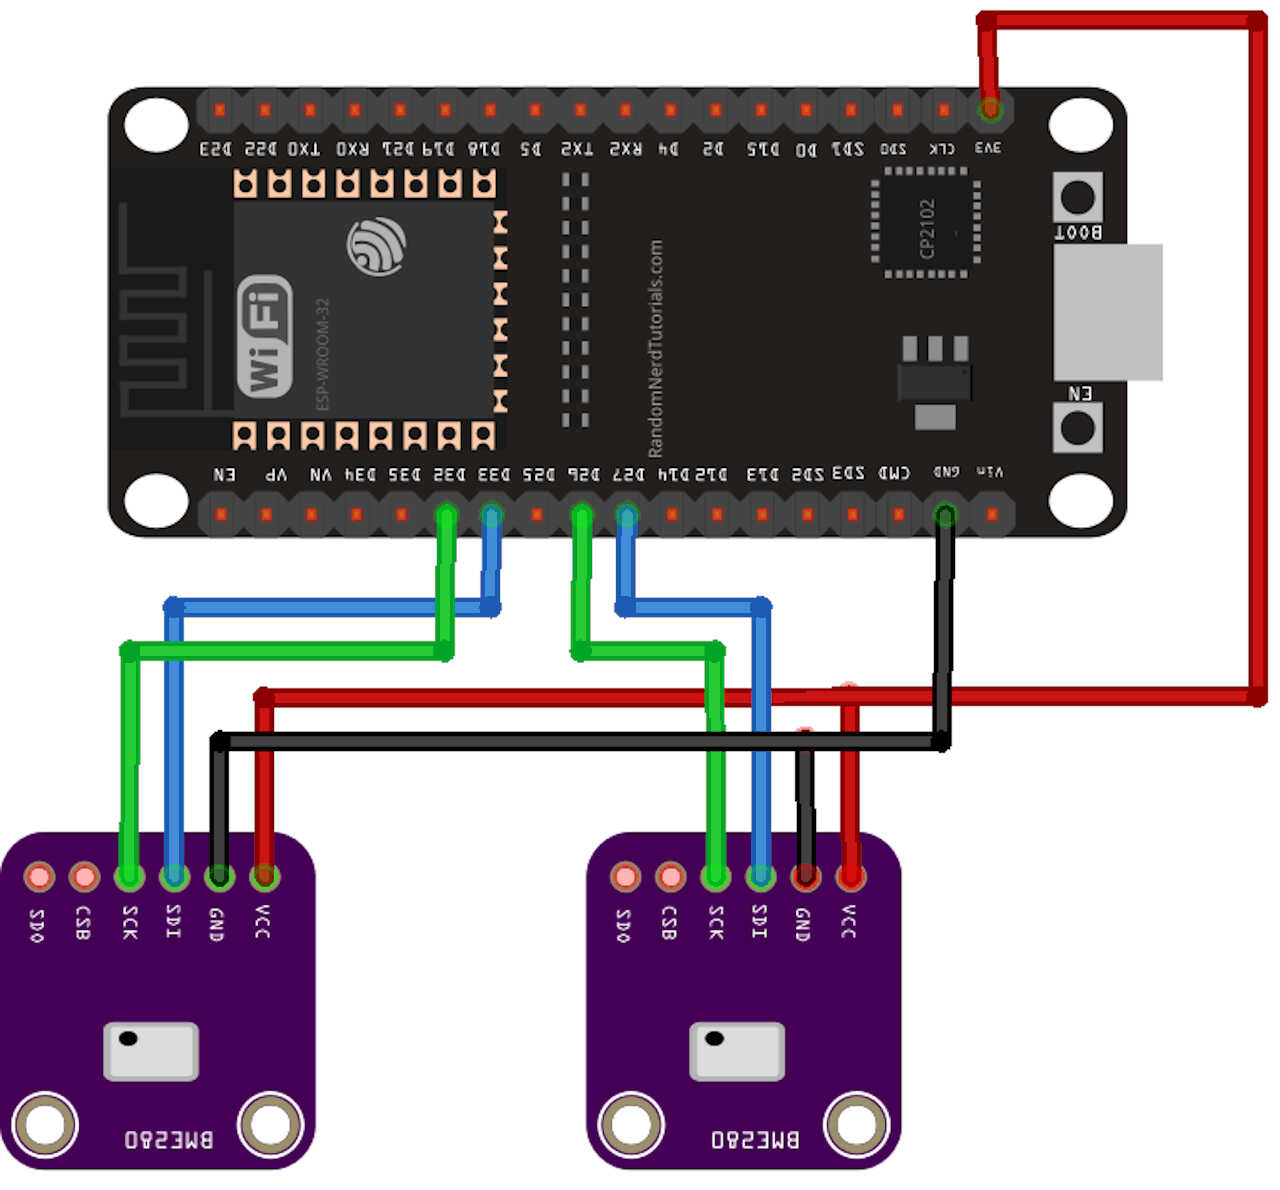 D23 D22 TX0 RX0 D21 D19 D18 D5 TX2 RX2 D4 D2 D15 D0 SD1 SD0 CLK 3V3
BOOT
CP2102
WiFi
ESP-WROOM-32
RandomNerdTutorials.com
EN
EN VP VN D34 D35 D32 D33 D25 D26 D27 D14 D12 D13 SD2 SD3 CMD GND Vin
SDO CSB SCK SDI GND VCC
SDO CSB SCK SDI GND VCC
BME280
BME280